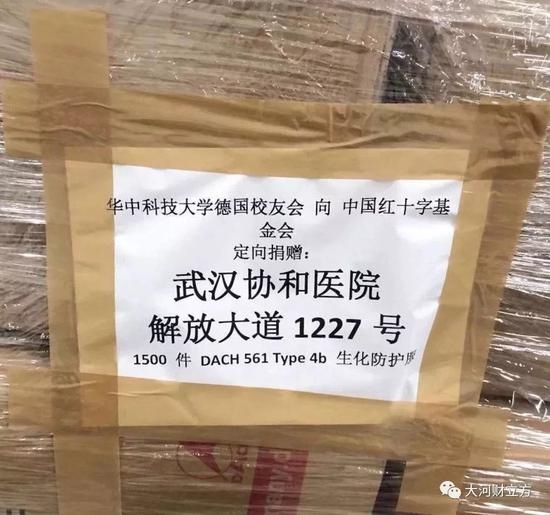 华中科技大学德国校友会 向 中国红十字基
金会
定向捐赠：
武汉协和医院
解放大道 1227 号
1500 件 DACH 561 Type 4b 生化防护服
DACH
大河财立方